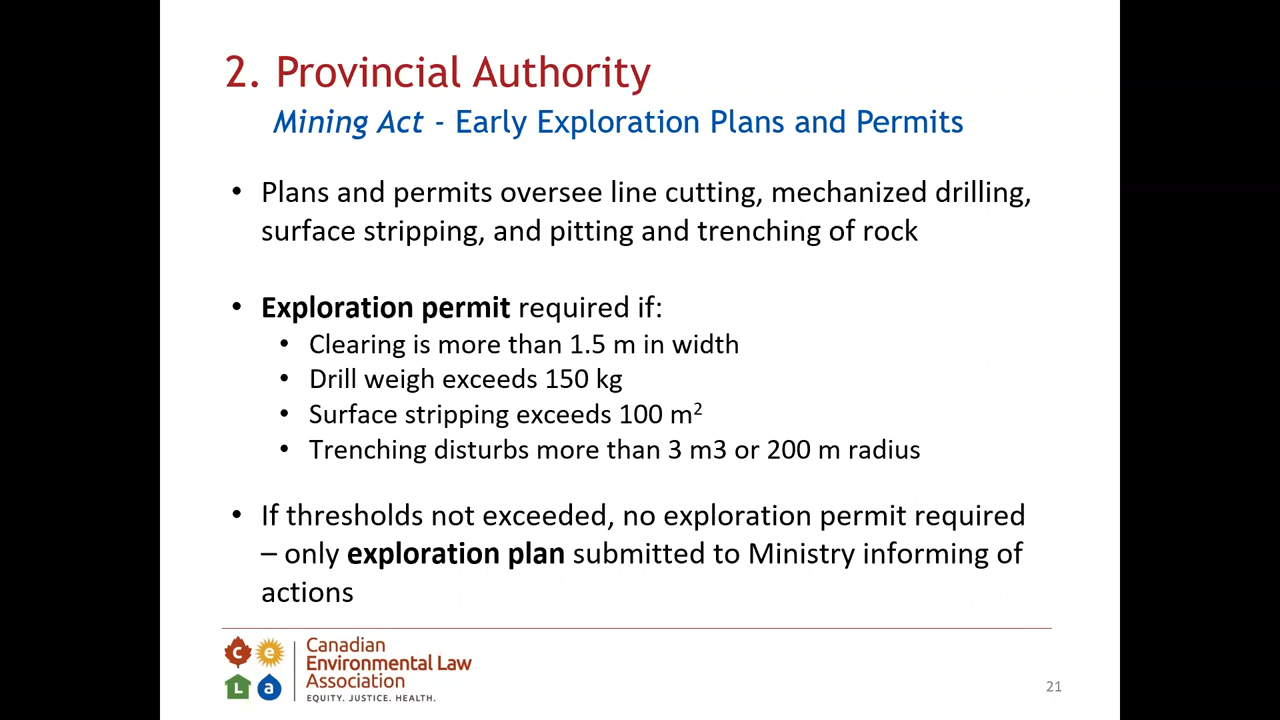 2. Provincial Authority
Mining Act - Early Exploration Plans and Permits
• Plans and permits oversee line cutting, mechanized drilling,
surface stripping, and pitting and trenching of rock
• Exploration permit required if:
• Clearing is more than 1.5 m in width
• Drill weigh exceeds 150 kg
• Surface stripping exceeds 100 m²
• Trenching disturbs more than 3 m3 or 200 m radius
• If thresholds not exceeded, no exploration permit required
– only exploration plan submitted to Ministry informing of
actions
c e L a
Canadian
Environmental Law
Association
EQUITY. JUSTICE. HEALTH.
21